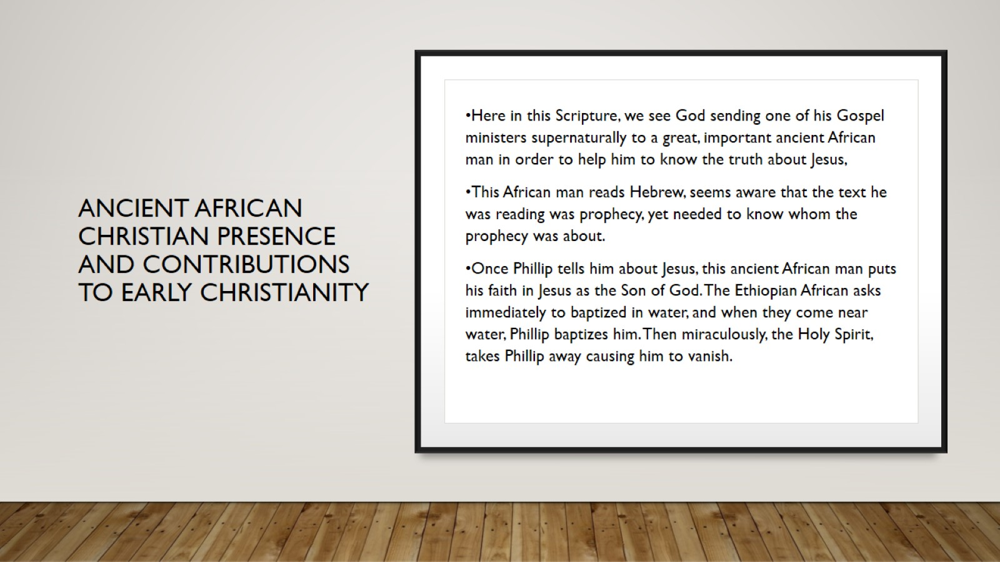 ANCIENT AFRICAN
CHRISTIAN PRESENCE
AND CONTRIBUTIONS
TO EARLY CHRISTIANITY
•Here in this Scripture, we see God sending one of his Gospel
ministers supernaturally to a great, important ancient African
man in order to help him to know the truth about Jesus,
•This African man reads Hebrew, seems aware that the text he
was reading was prophecy, yet needed to know whom the
prophecy was about.
•Once Phillip tells him about Jesus, this ancient African man puts
his faith in Jesus as the Son of God. The Ethiopian African asks
immediately to baptized in water, and when they come near
water, Phillip baptizes him. Then miraculously, the Holy Spirit,
takes Phillip away causing him to vanish.